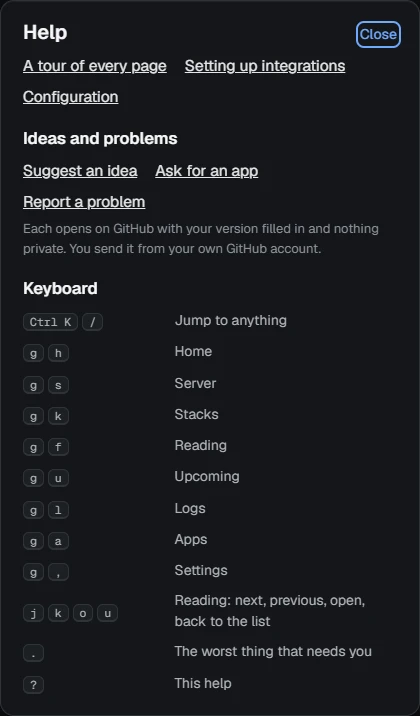 Help
Close
A tour of every page Setting up integrations
Configuration
Ideas and problems
Suggest an idea Ask for an app
Report a problem
Each opens on GitHub with your version filled in and nothing
private. You send it from your own GitHub account.
Keyboard
Ctrl K / Jump to anything
g h Home
g s Server
g k Stacks
g f Reading
g u Upcoming
g l Logs
g a Apps
g , Settings
j k o u Reading: next, previous, open,
back to the list
. The worst thing that needs you
? This help